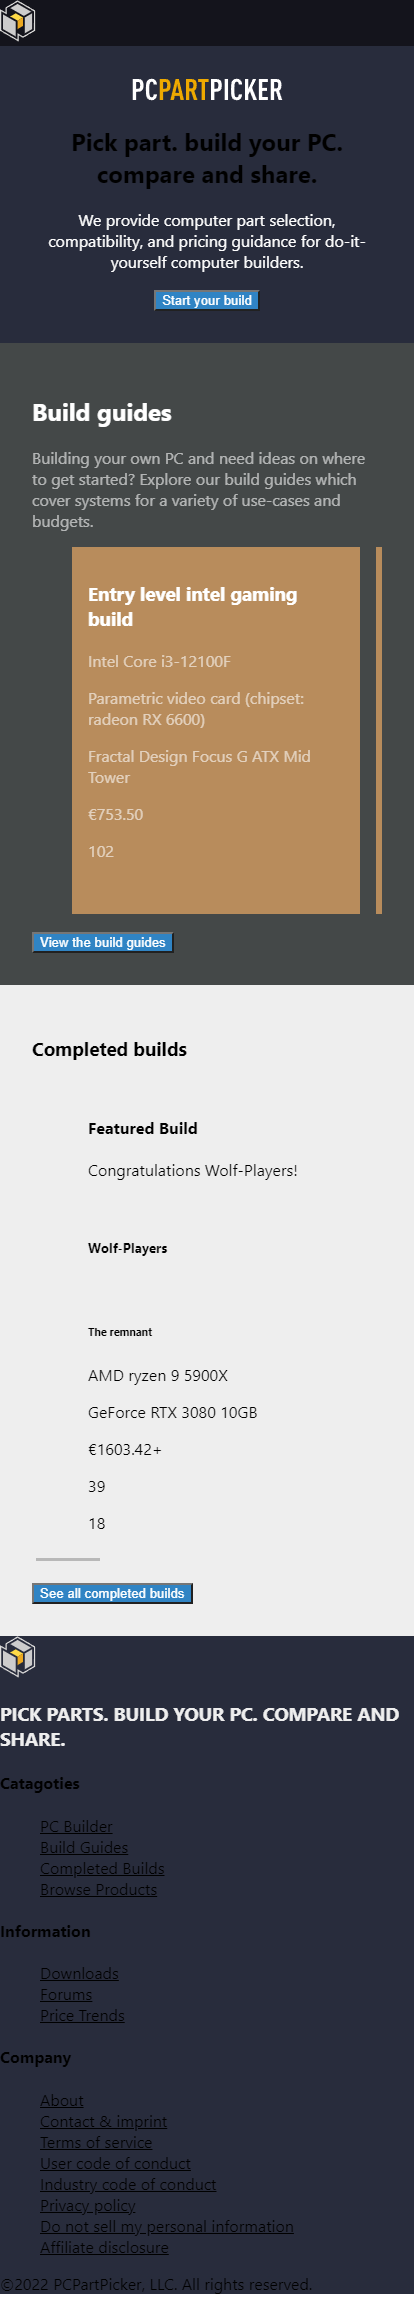 PCPARTPICKER
Pick part. build your PC.
compare and share.
We provide computer part selection,
compatibility, and pricing guidance for do-it-
yourself computer builders.
Start your build
Build guides
Building your own PC and need ideas on where
to get started? Explore our build guides which
cover systems for a variety of use-cases and
budgets.
Entry level intel gaming
build
Intel Core i3-12100F
Parametric video card (chipset:
radeon RX 6600)
Fractal Design Focus G ATX Mid
Tower
€753.50
102
View the build guides
Completed builds
Featured Build
Congratulations Wolf-Players!
Wolf-Players
The remnant
AMD ryzen 9 5900X
GeForce RTX 3080 10GB
€1603.42+
39
18
See all completed builds
PICK PARTS. BUILD YOUR PC. COMPARE AND
SHARE.
Catagoties
PC Builder
Build Guides
Completed Builds
Browse Products
Information
Downloads
Forums
Price Trends
Company
About
Contact & imprint
Terms of service
User code of conduct
Industry code of conduct
Privacy policy
Do not sell my personal information
Affiliate disclosure
©2022 PCPartPicker, LLC. All rights reserved.